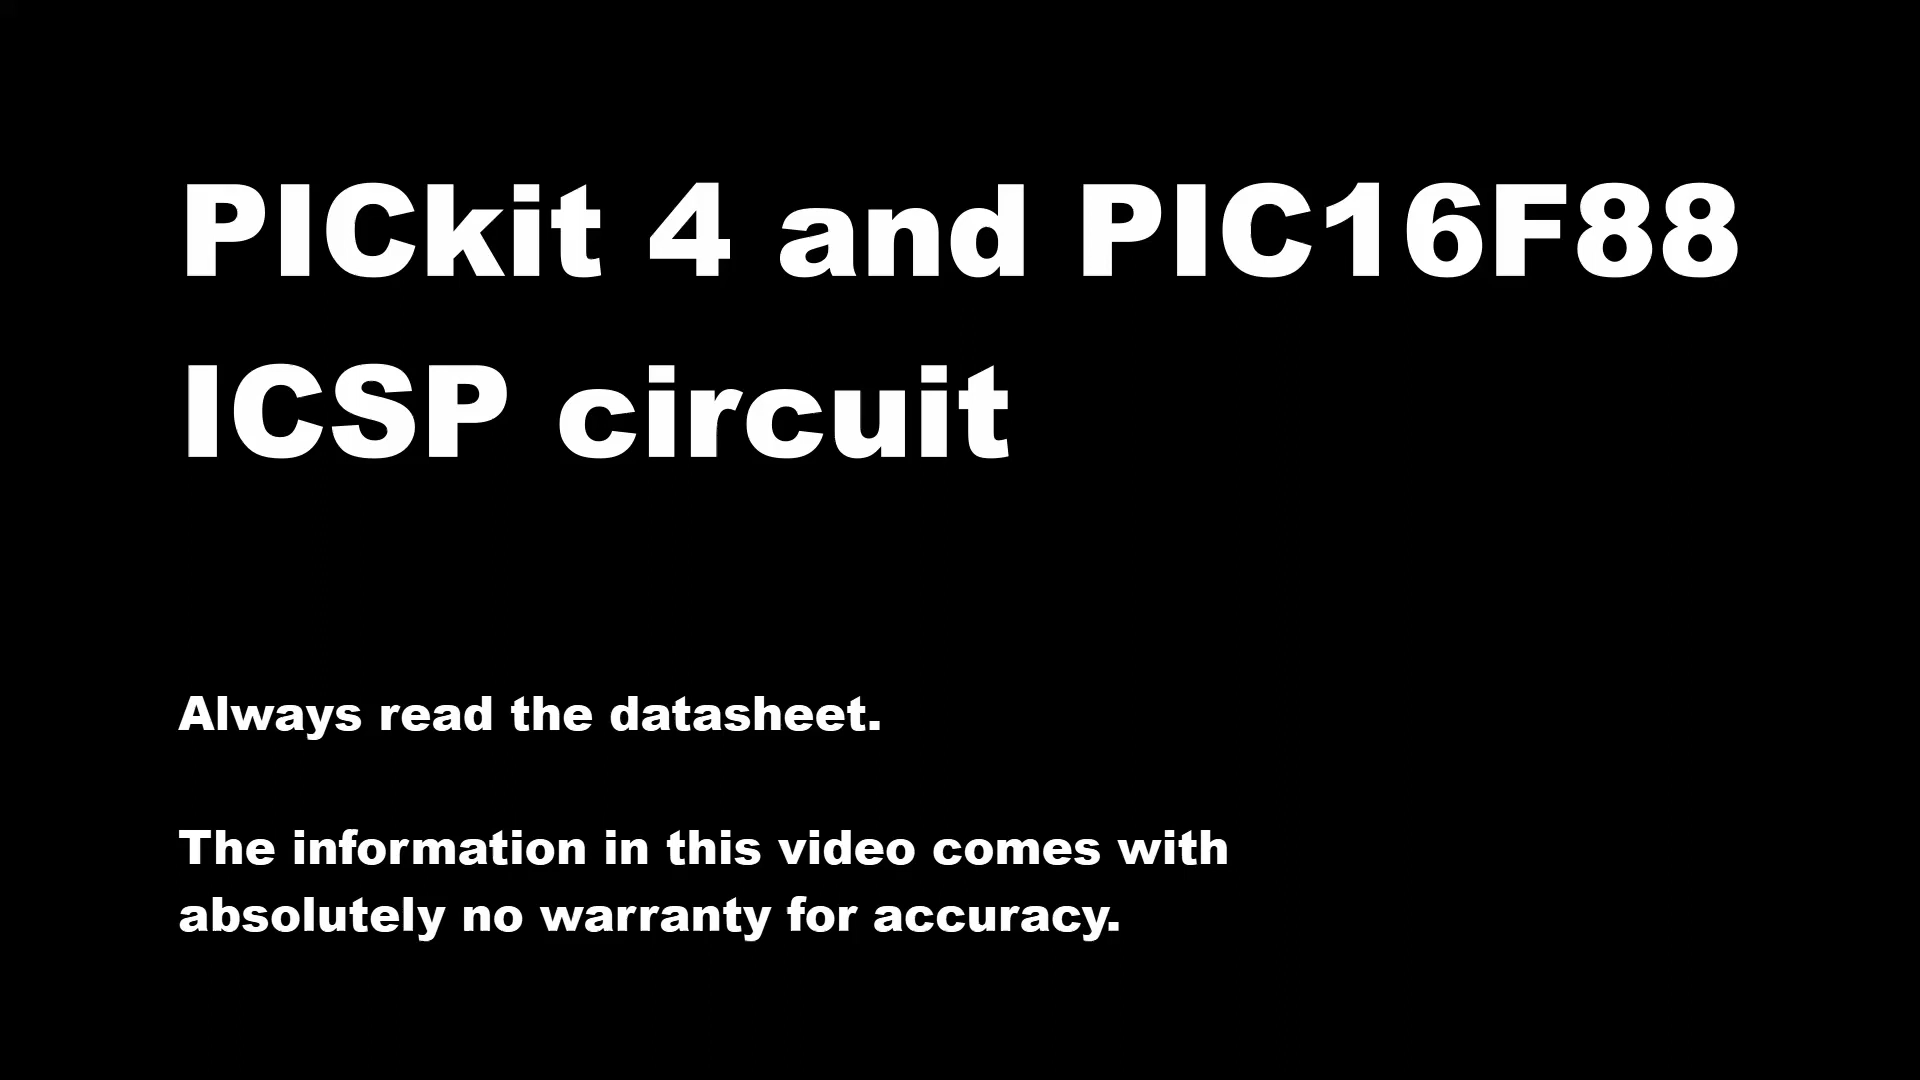 PICkit 4 and PIC16F88
ICSP circuit
Always read the datasheet.
The information in this video comes with
absolutely no warranty for accuracy.